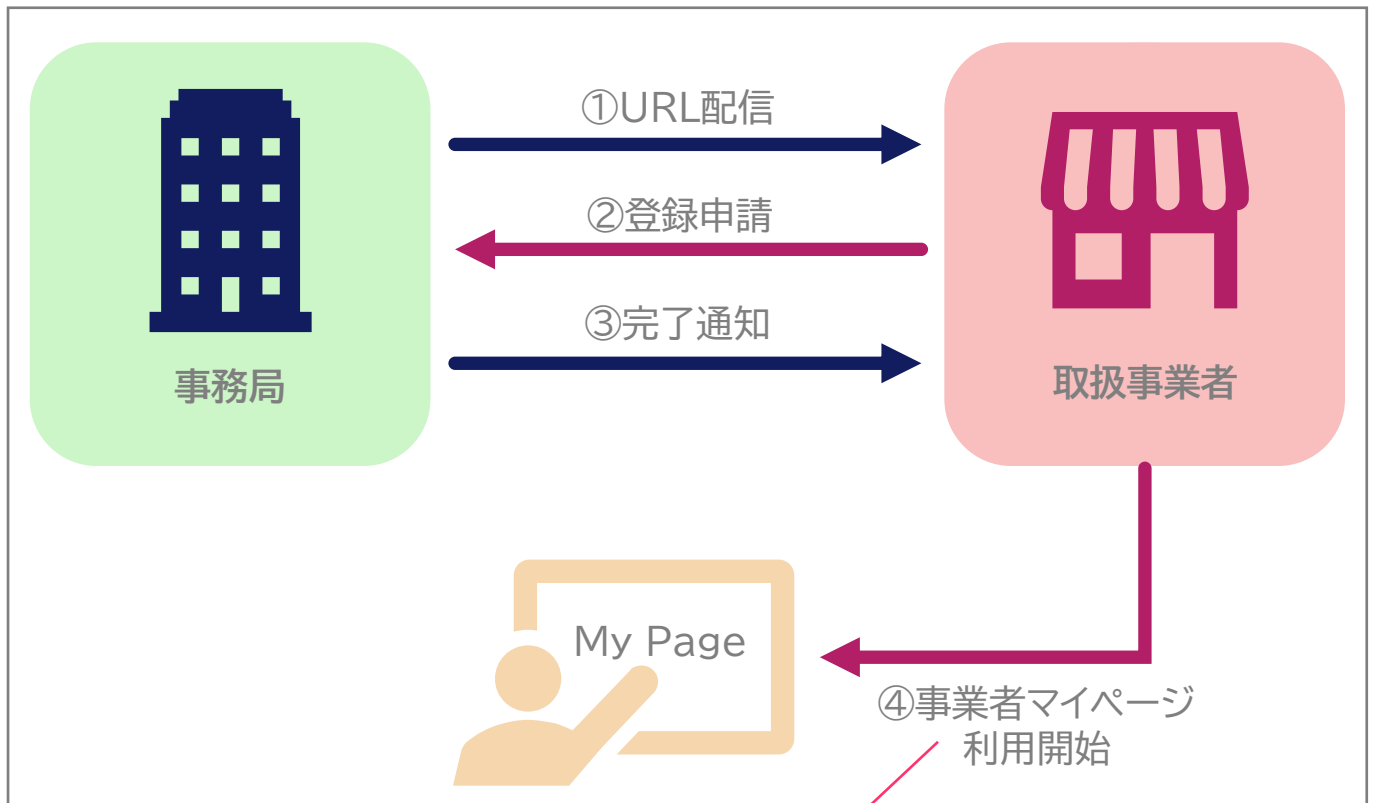 ①URL配信
②登録申請
③完了通知
事務局
取扱事業者
My Page
④事業者マイページ
利用開始